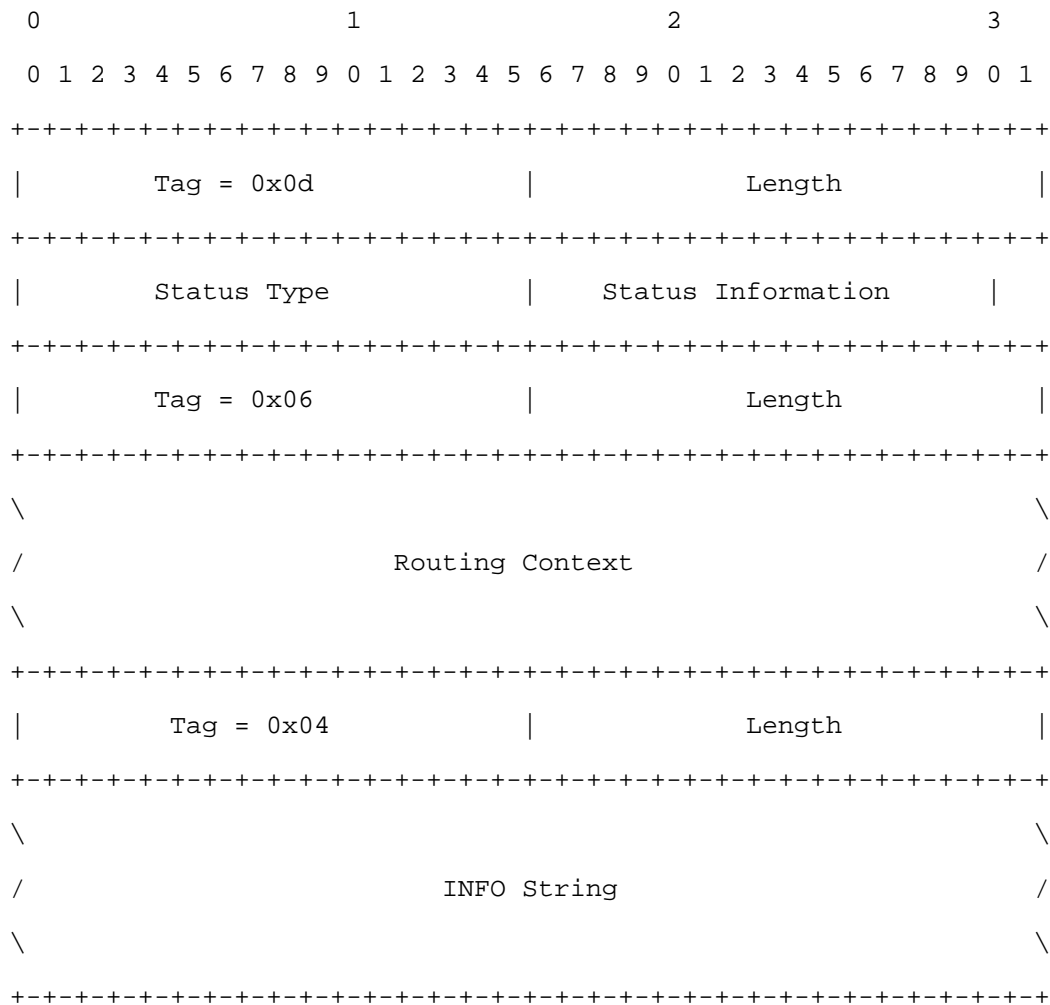 0                   1                   2                   3
 0 1 2 3 4 5 6 7 8 9 0 1 2 3 4 5 6 7 8 9 0 1 2 3 4 5 6 7 8 9 0 1
+-+-+-+-+-+-+-+-+-+-+-+-+-+-+-+-+-+-+-+-+-+-+-+-+-+-+-+-+-+-+-+-+
|        Tag = 0x0d             |             Length            |
+-+-+-+-+-+-+-+-+-+-+-+-+-+-+-+-+-+-+-+-+-+-+-+-+-+-+-+-+-+-+-+-+
|        Status Type            |    Status Information      |
+-+-+-+-+-+-+-+-+-+-+-+-+-+-+-+-+-+-+-+-+-+-+-+-+-+-+-+-+-+-+-+-+
|        Tag = 0x06             |             Length            |
+-+-+-+-+-+-+-+-+-+-+-+-+-+-+-+-+-+-+-+-+-+-+-+-+-+-+-+-+-+-+-+-+
\                                                               \
/                       Routing Context                         /
\                                                               \
+-+-+-+-+-+-+-+-+-+-+-+-+-+-+-+-+-+-+-+-+-+-+-+-+-+-+-+-+-+-+-+-+
|         Tag = 0x04            |             Length            |
+-+-+-+-+-+-+-+-+-+-+-+-+-+-+-+-+-+-+-+-+-+-+-+-+-+-+-+-+-+-+-+-+
\                                                               \
/                          INFO String                          /
\                                                               \
+-+-+-+-+-+-+-+-+-+-+-+-+-+-+-+-+-+-+-+-+-+-+-+-+-+-+-+-+-+-+-+-+